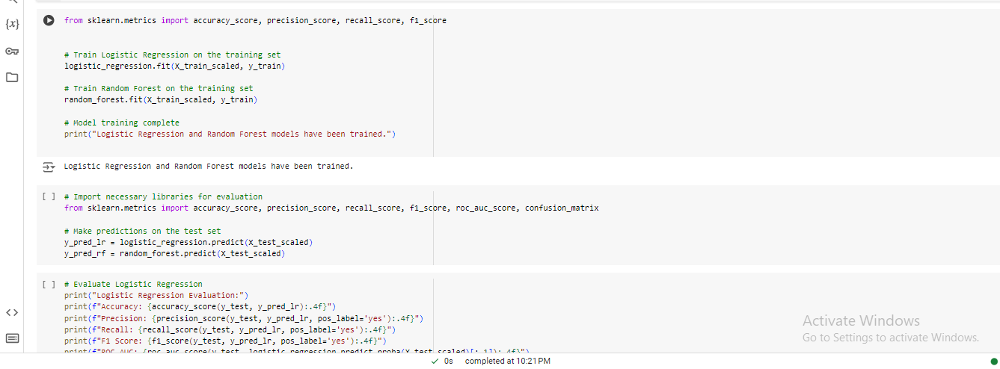 {x}
from sklearn.metrics import accuracy_score, precision_score, recall_score, f1_score
# Train Logistic Regression on the training set
logistic_regression.fit(X_train_scaled, y_train)
# Train Random Forest on the training set
random_forest.fit(X_train_scaled, y_train)
# Model training complete
print("Logistic Regression and Random Forest models have been trained.")
Logistic Regression and Random Forest models have been trained.
[ ] # Import necessary libraries for evaluation
from sklearn.metrics import accuracy_score, precision_score, recall_score, f1_score, roc_auc_score, confusion_matrix
# Make predictions on the test set
y_pred_lr = logistic_regression.predict(X_test_scaled)
y_pred_rf = random_forest.predict(X_test_scaled)
[ ] # Evaluate Logistic Regression
print("Logistic Regression Evaluation:")
print(f"Accuracy: {accuracy_score(y_test, y_pred_lr):.4f}")
print(f"Precision: {precision_score(y_test, y_pred_lr, pos_label='yes'):.4f}")
print(f"Recall: {recall_score(y_test, y_pred_lr, pos_label='yes'):.4f}")
print(f"F1 Score: {f1_score(y_test, y_pred_lr, pos_label='yes'):.4f}")
print(f"ROC AUC: {roc_auc_score(y_test, logistic_regression.predict_proba(X_test_scaled)[:, 1]):.4f}")
Activate Windows
Go to Settings to activate Windows.
0s completed at 10:21 PM